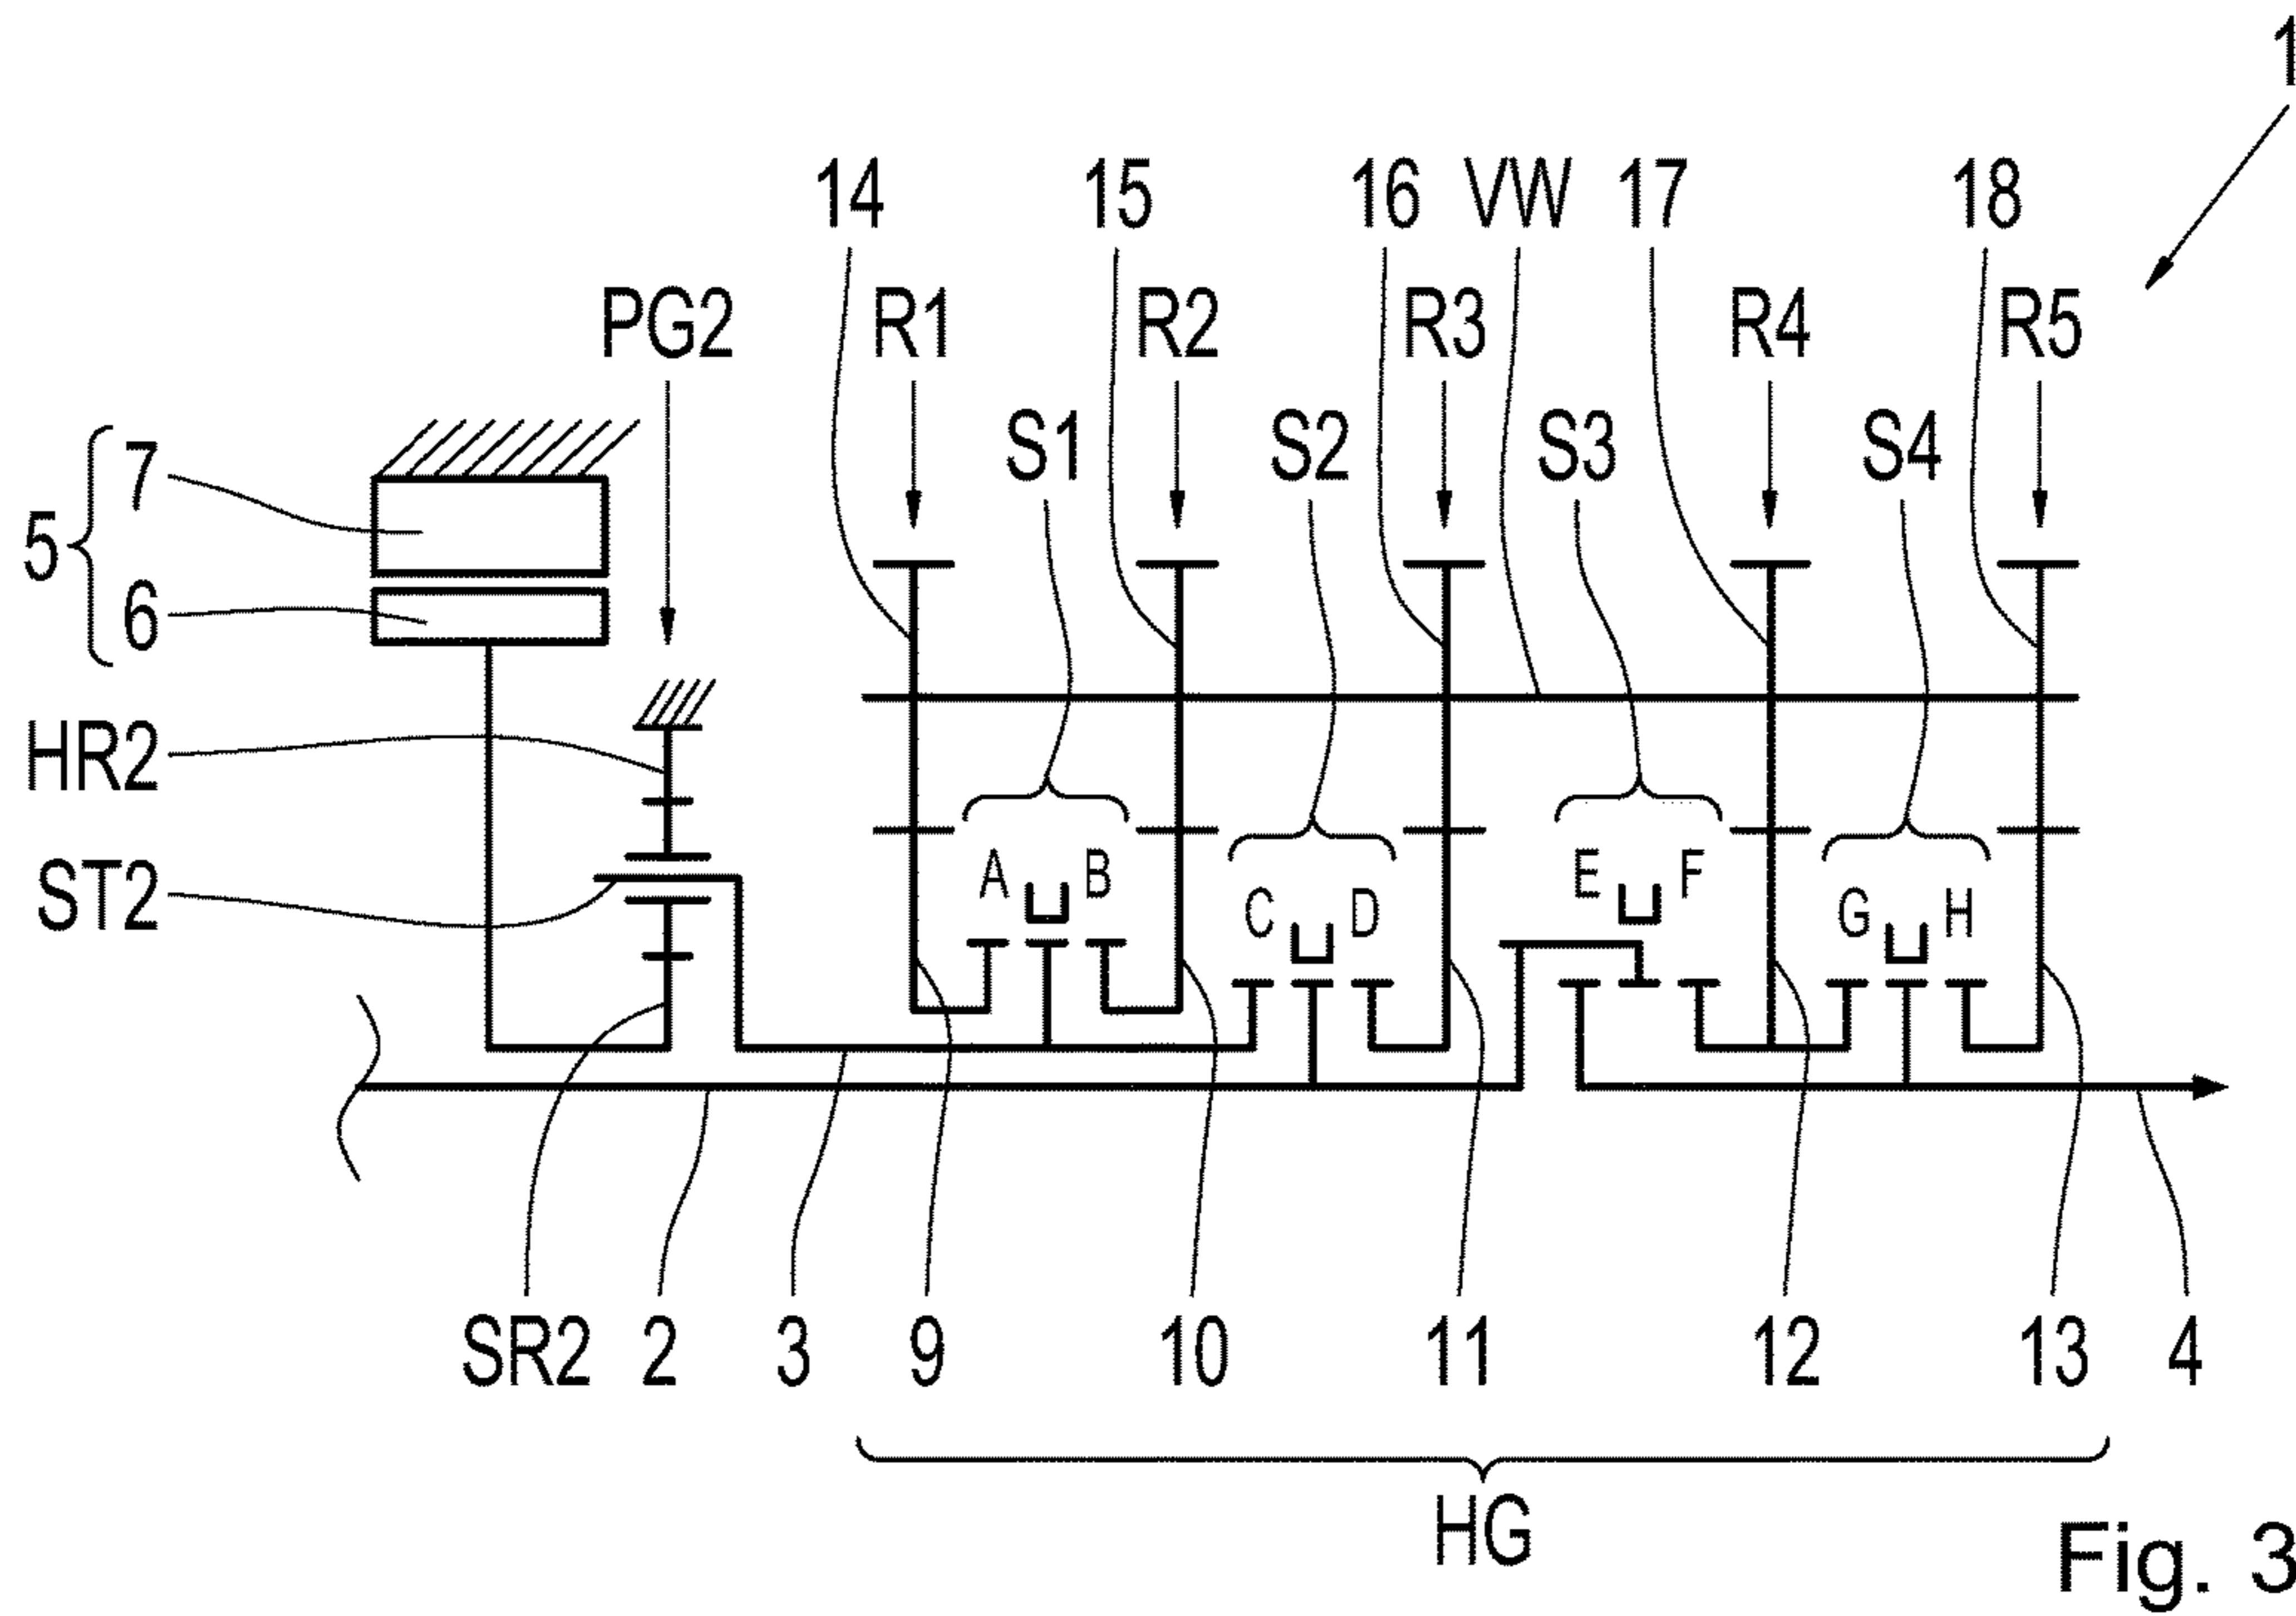 1
14 15 16 VW 17 18
PG2 R1 R2 R3 R4 R5
S1 S2 S3 S4
7
5
6
HR2
ST2
A B E F
C D G H
SR2 2 3 9 10 11 12 13 4
HG
Fig. 3